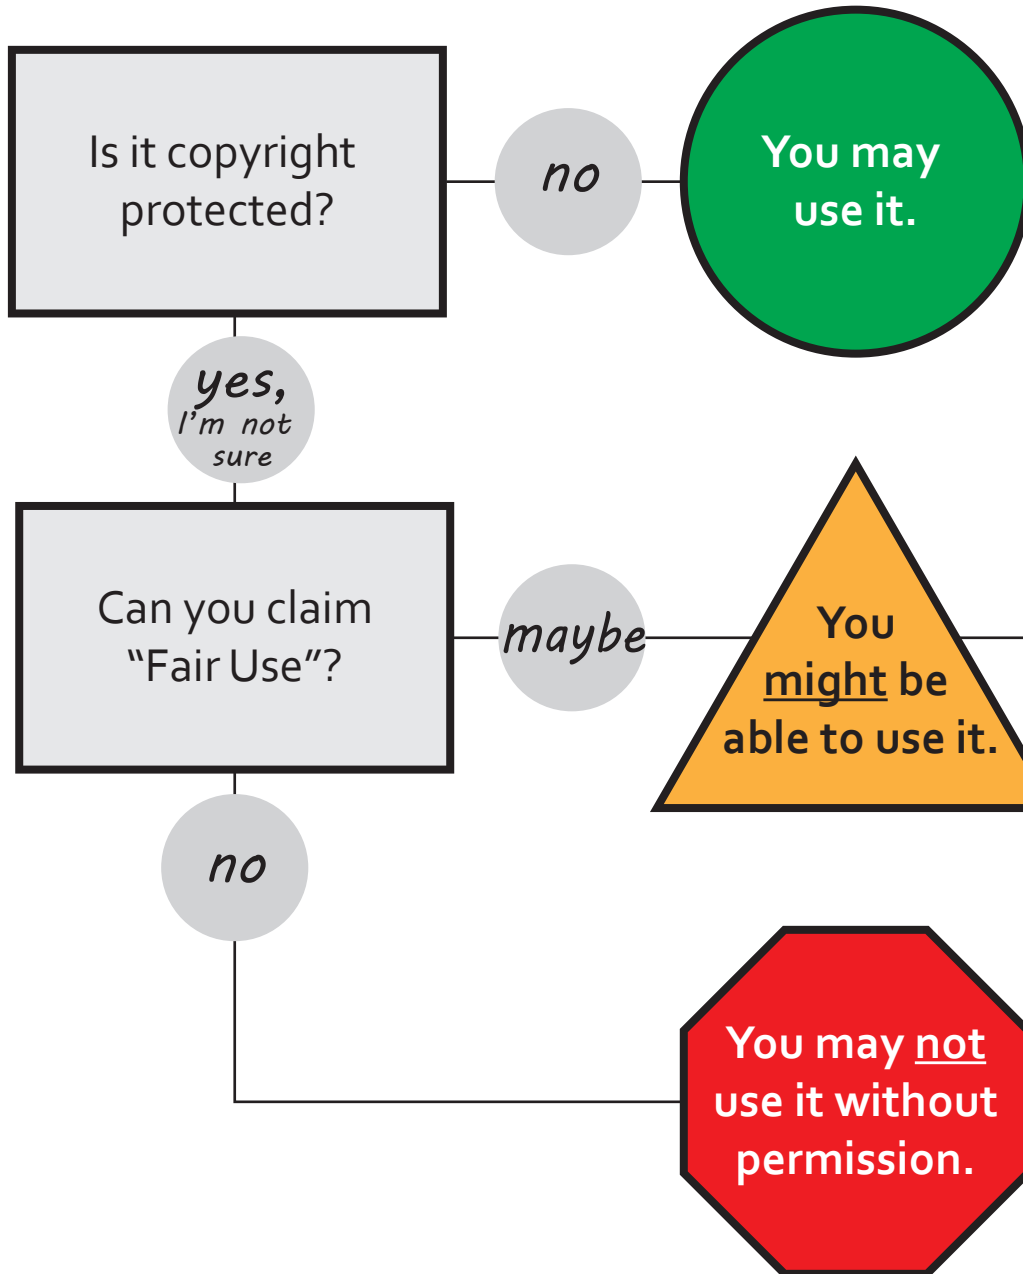 Is it copyright
protected?
no
You may
use it.
yes,
I'm not
sure
Can you claim
“Fair Use”?
maybe
You
might be
able to use it.
no
You may not
use it without
permission.